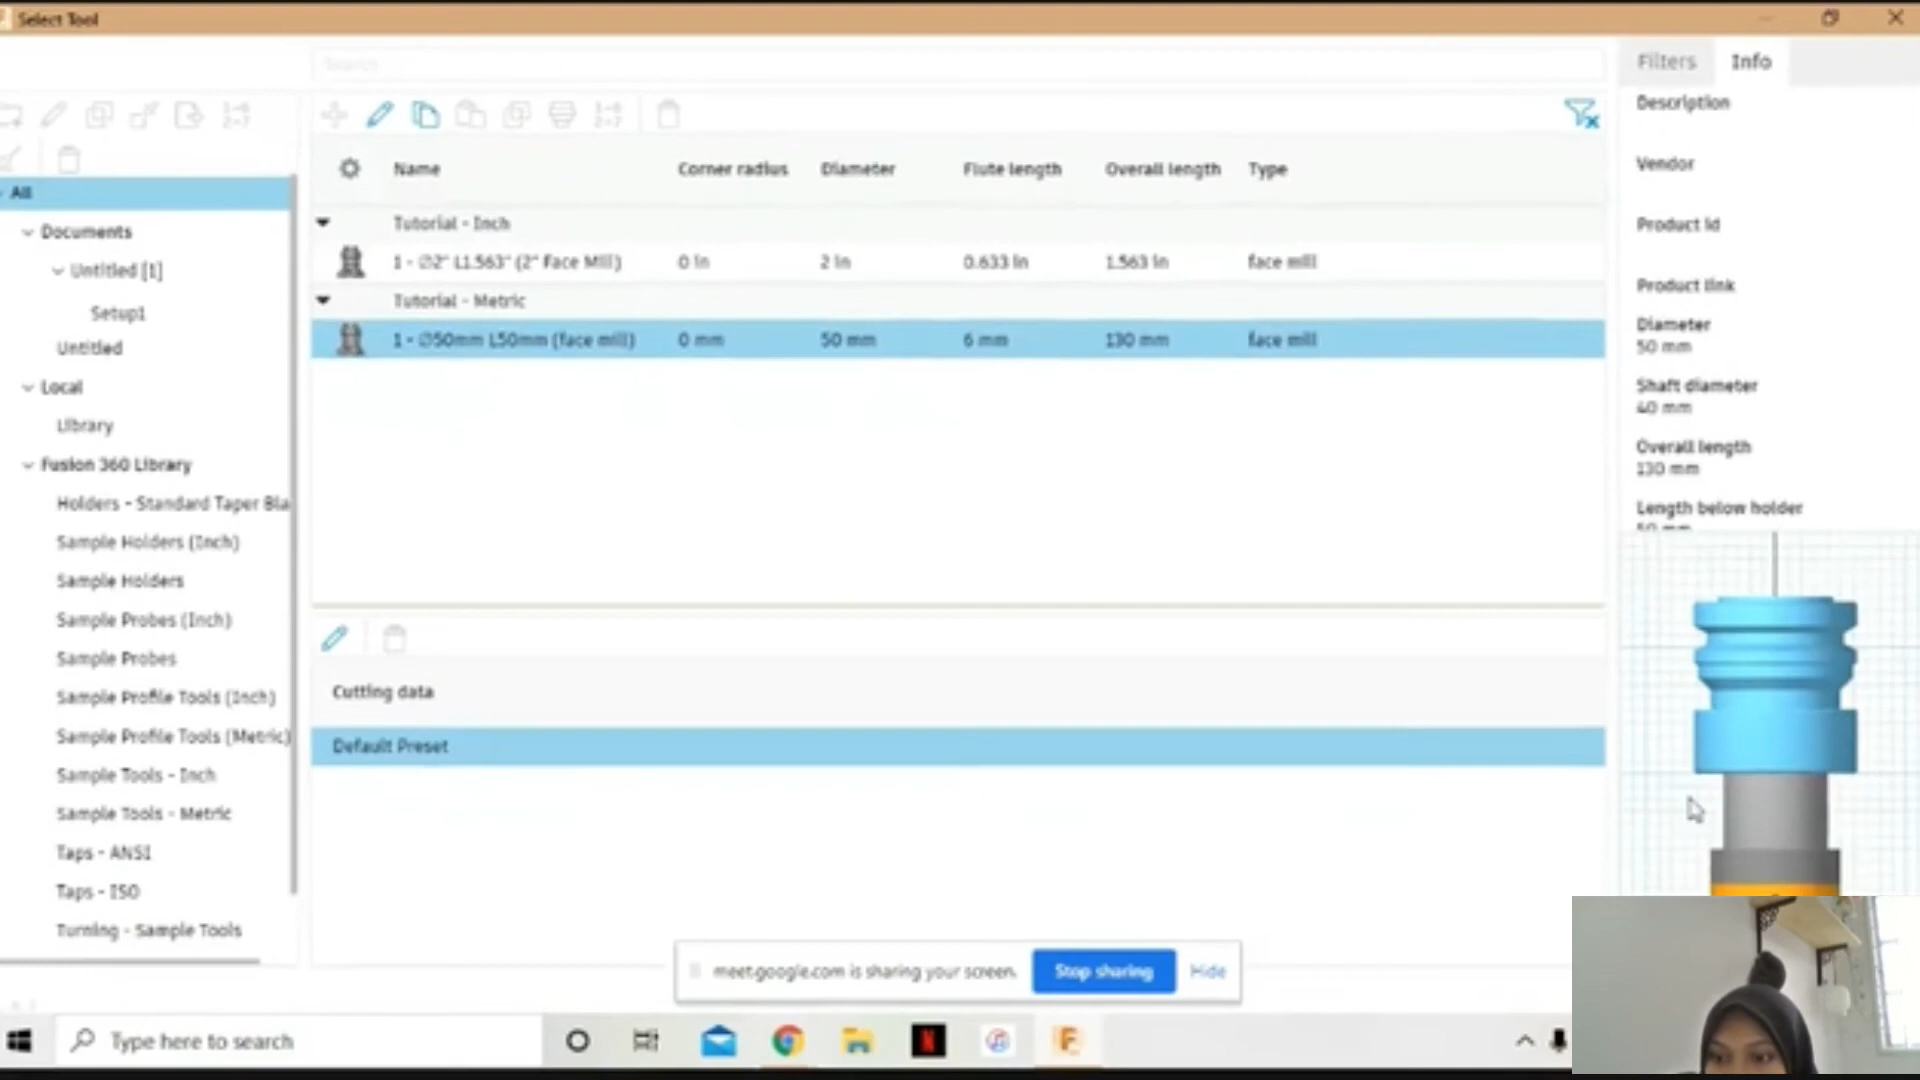 Select Tool
Search
Filters Info
All
Documents
Untitled [1]
Setup1
Untitled
Local
Library
Fusion 360 Library
Holders - Standard Taper Bla
Sample Holders (Inch)
Sample Holders
Sample Probes (Inch)
Sample Probes
Sample Profile Tools (Inch)
Sample Profile Tools (Metric)
Sample Tools - Inch
Sample Tools - Metric
Taps - ANSI
Taps - ISO
Turning - Sample Tools
Name Corner radius Diameter Flute length Overall length Type
Tutorial - Inch
1 - Ø2" L1.563" (2" Face Mill) 0 in 2 in 0.633 in 1.563 in face mill
Tutorial - Metric
1 - Ø50mm L50mm (face mill) 0 mm 50 mm 6 mm 130 mm face mill
Cutting data
Default Preset
Description
Vendor
Product id
Product link
Diameter
50 mm
Shaft diameter
40 mm
Overall length
130 mm
Length below holder
50 mm
meet.google.com is sharing your screen. Stop sharing Hide
Type here to search